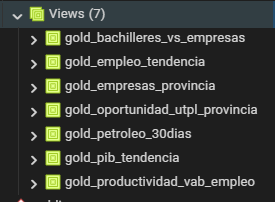 Views (7)
gold_bachilleres_vs_empresas
gold_empleo_tendencia
gold_empresas_provincia
gold_oportunidad_utpl_provincia
gold_petroleo_30dias
gold_pib_tendencia
gold_productividad_vab_empleo